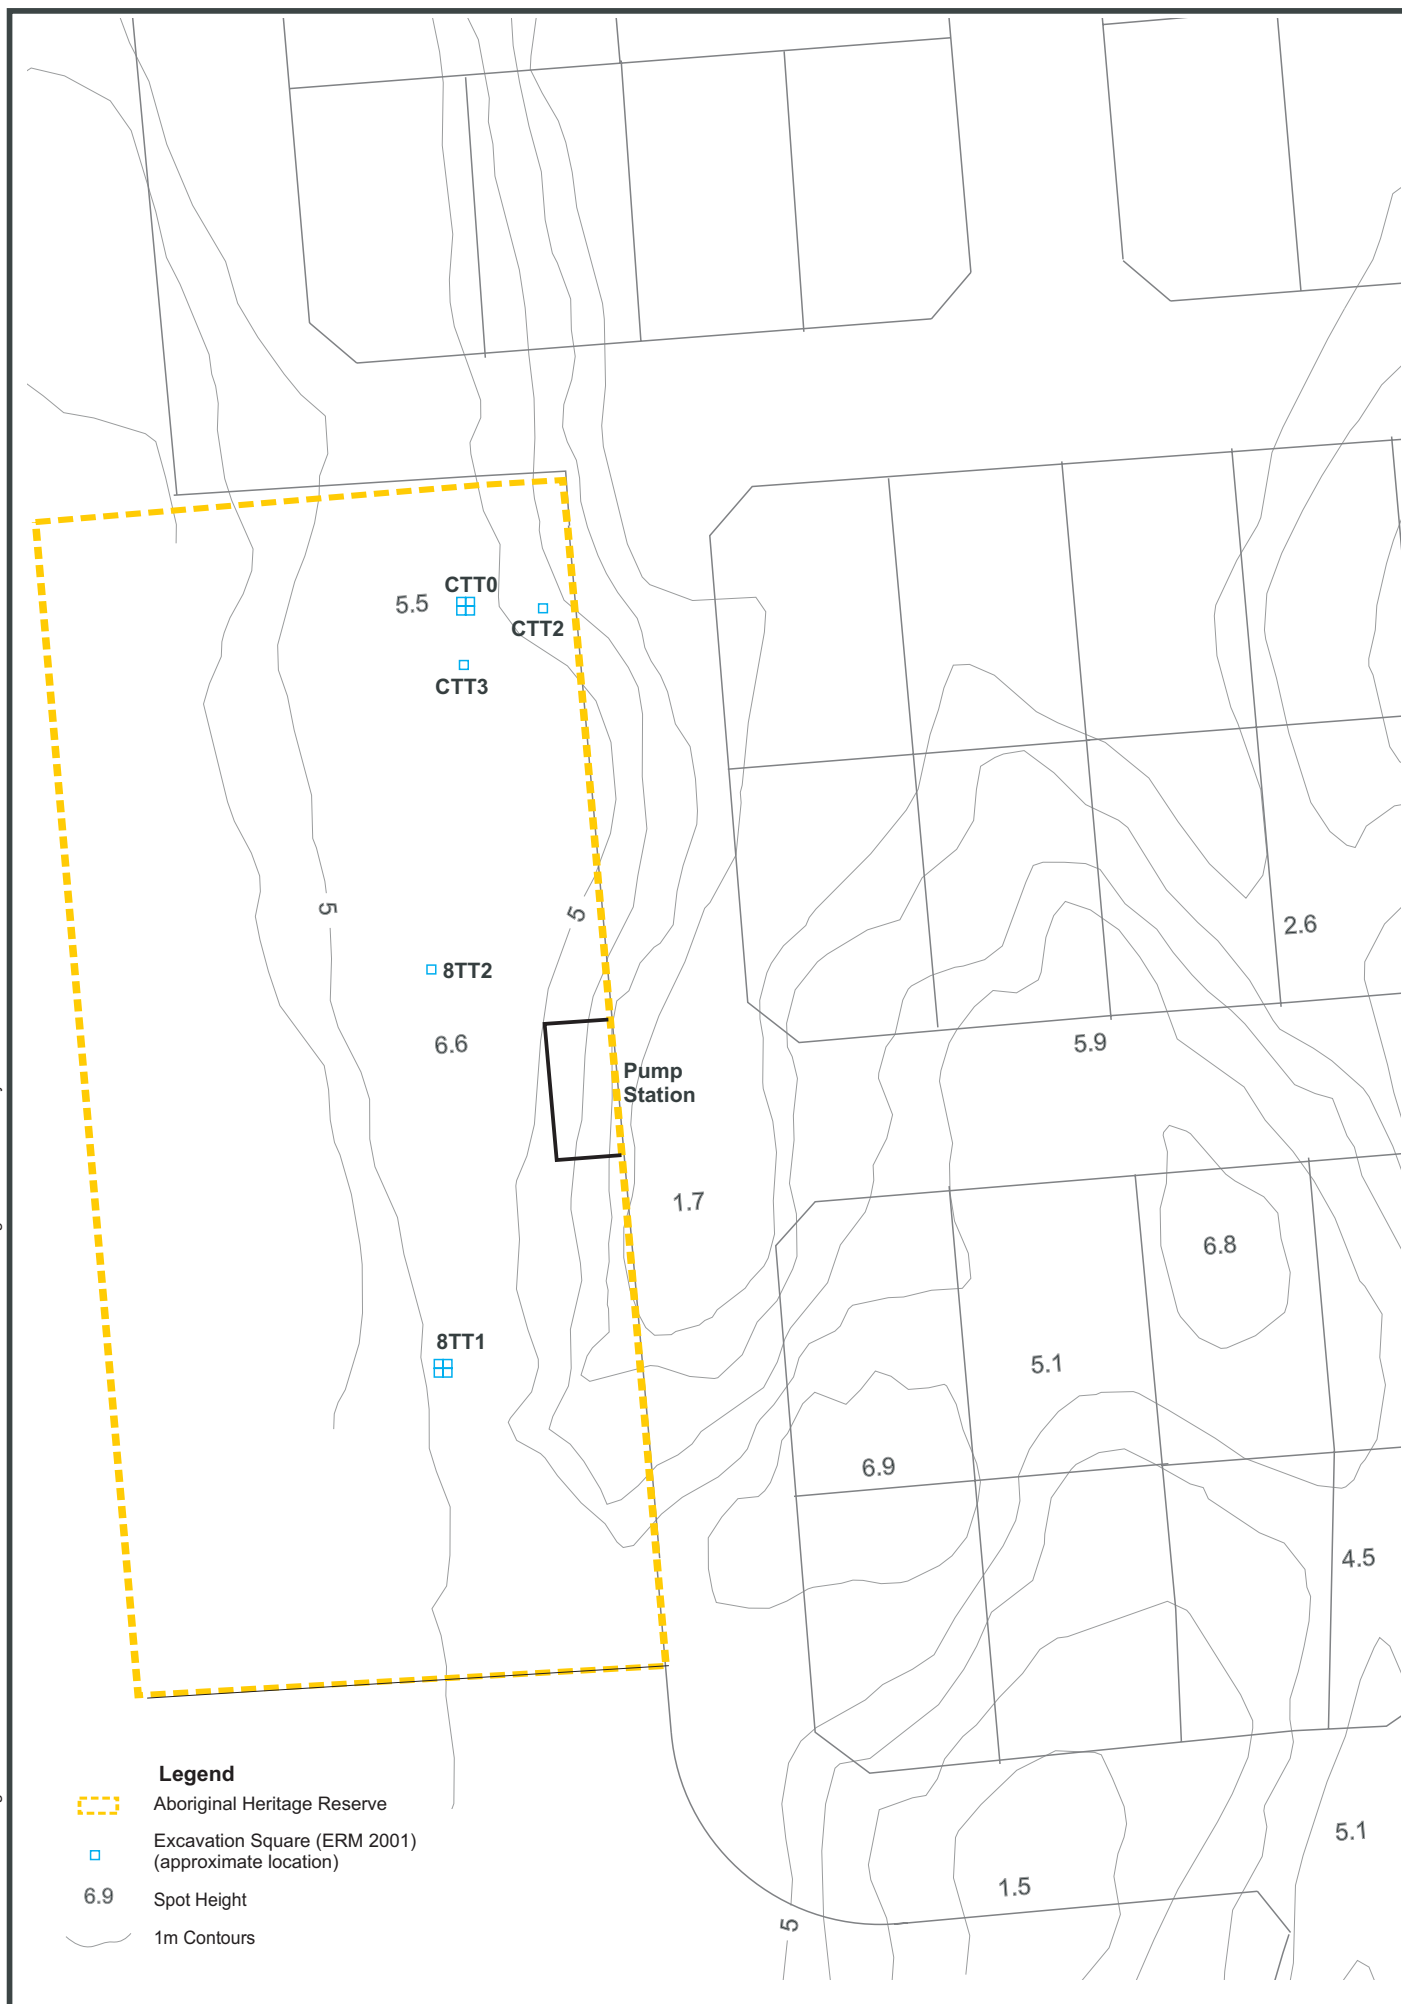 CTT0
5.5
CTT2
CTT3
5
5
2.6
8TT2
6.6
5.9
Pump
Station
1.7
6.8
8TT1
5.1
6.9
4.5
Legend
Aboriginal Heritage Reserve
Excavation Square (ERM 2001)
(approximate location)
6.9
Spot Height
1m Contours
5.1
1.5
5